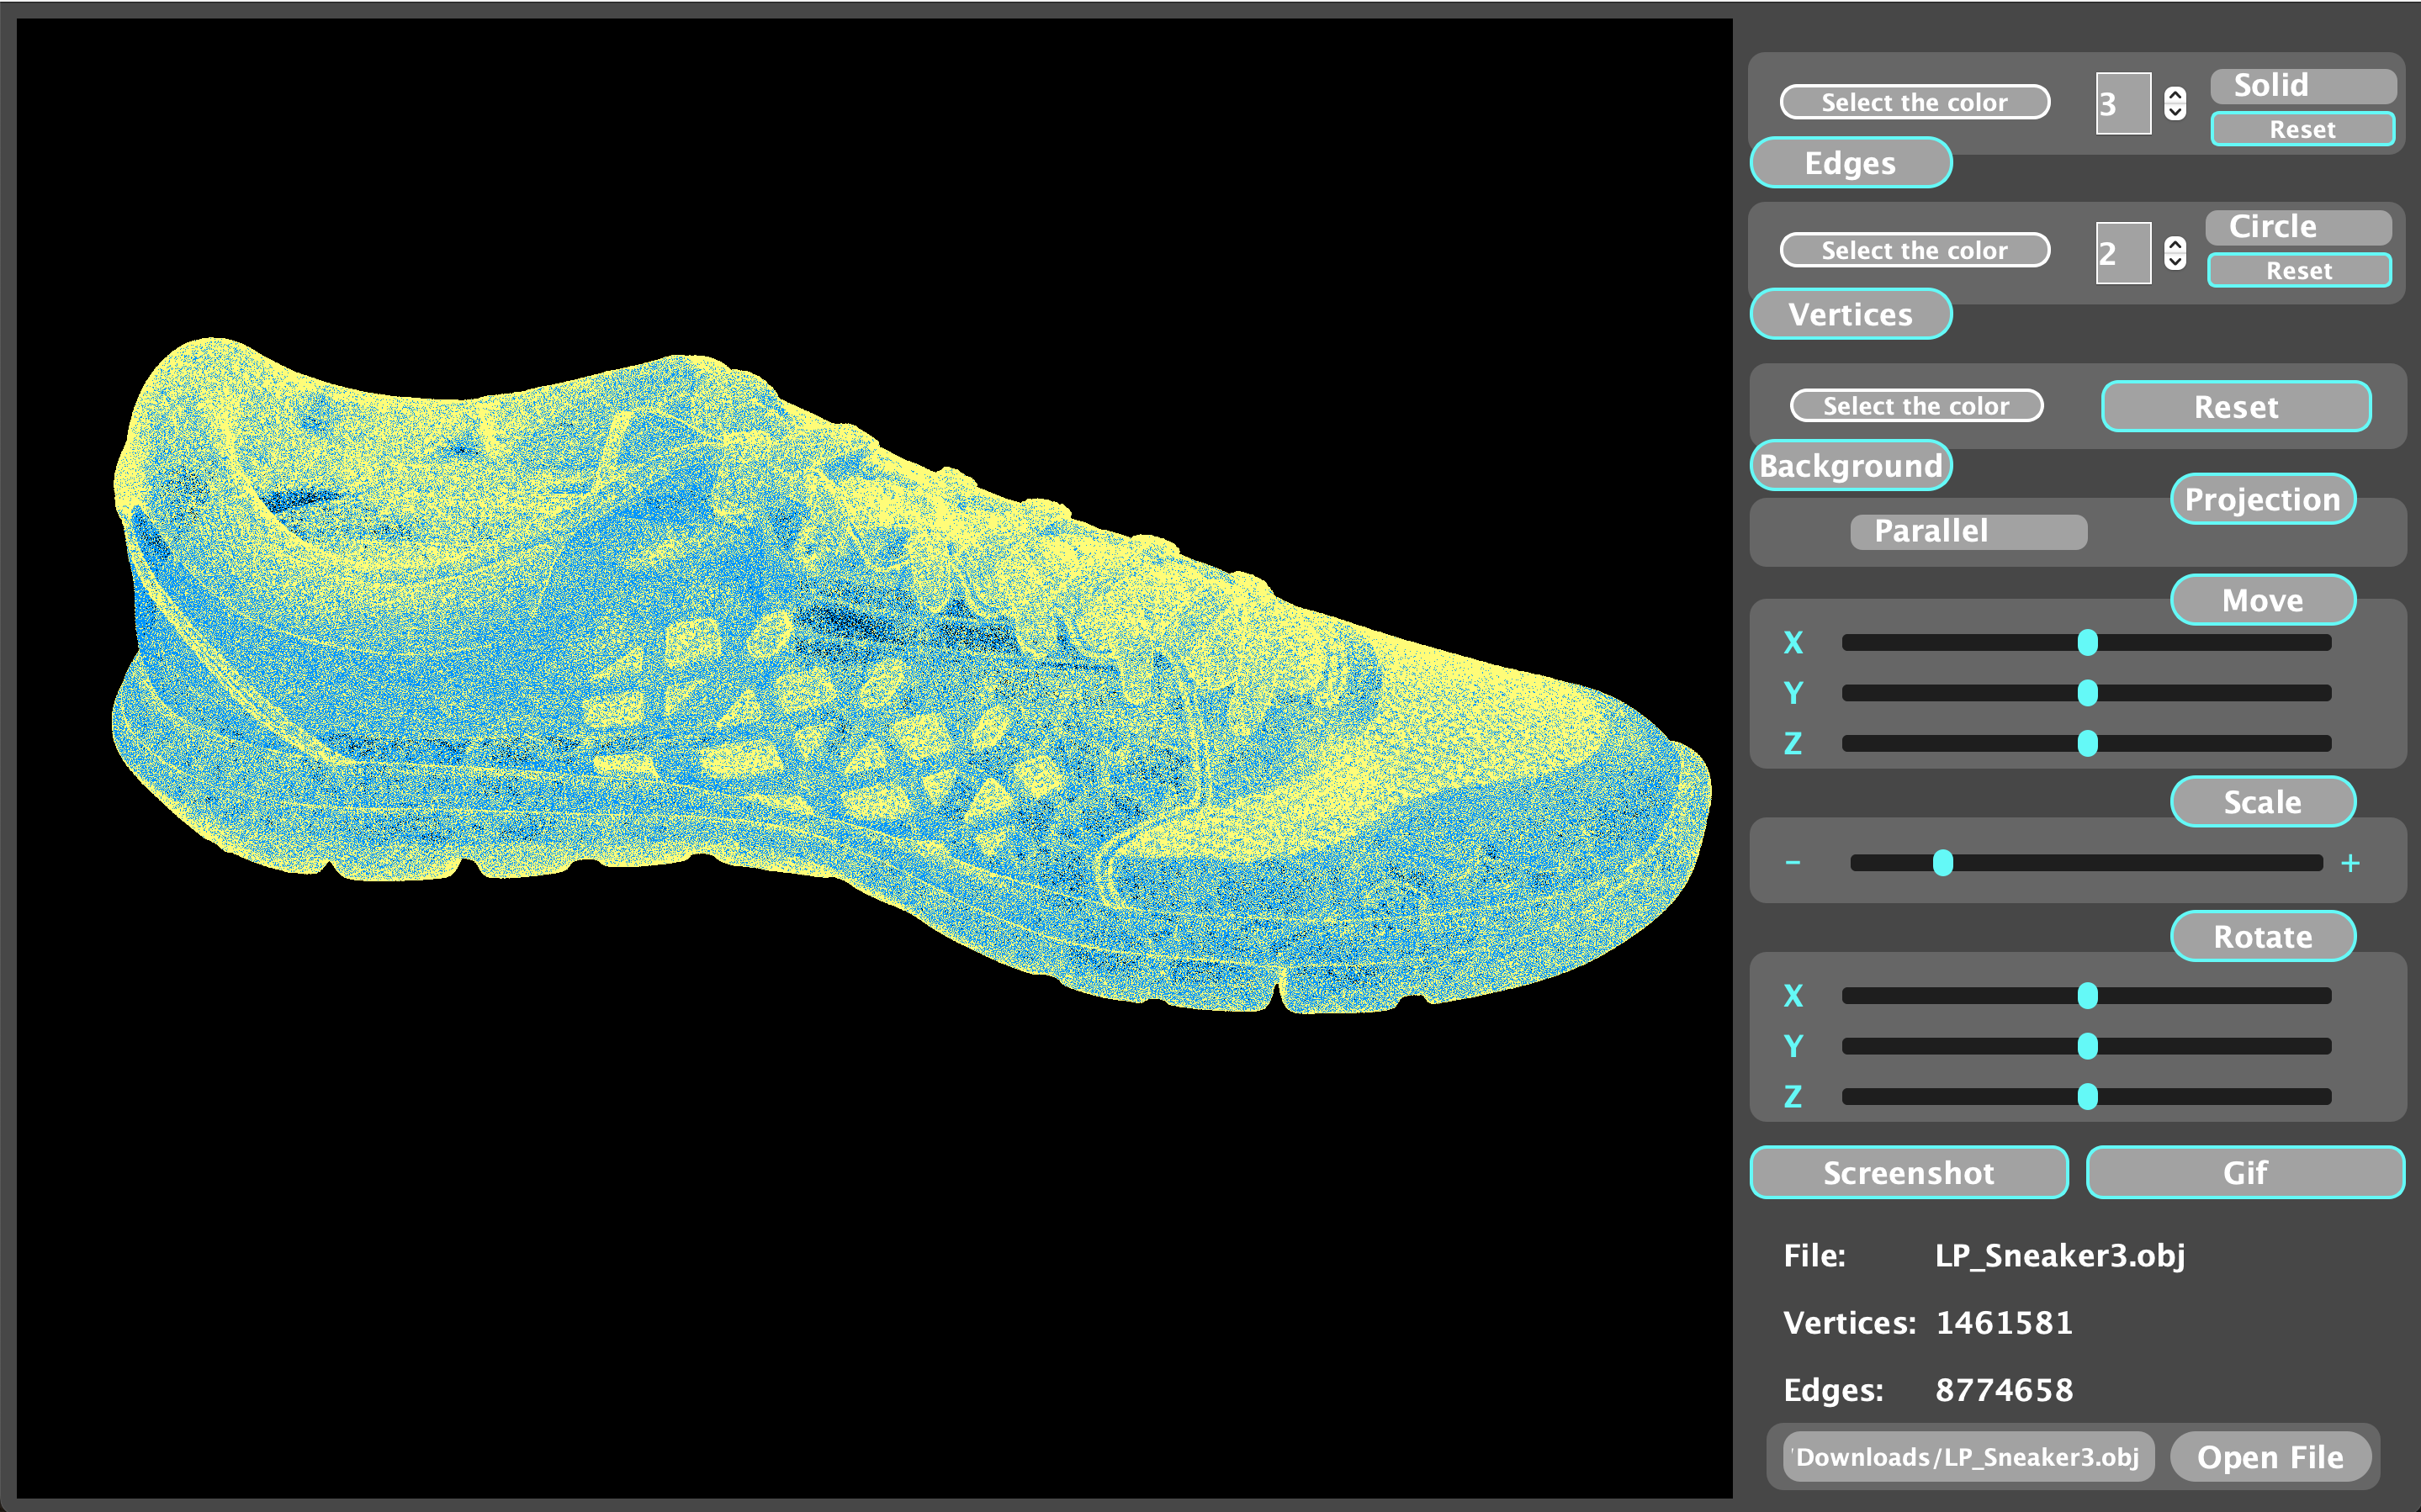 Select the color
3
Solid
Reset
Edges
Select the color
2
Circle
Reset
Vertices
Select the color
Reset
Background
Projection
Parallel
Move
X
Y
Z
Scale
- +
Rotate
X
Y
Z
Screenshot
Gif
File: LP_Sneaker3.obj
Vertices: 1461581
Edges: 8774658
/Downloads/LP_Sneaker3.obj
Open File